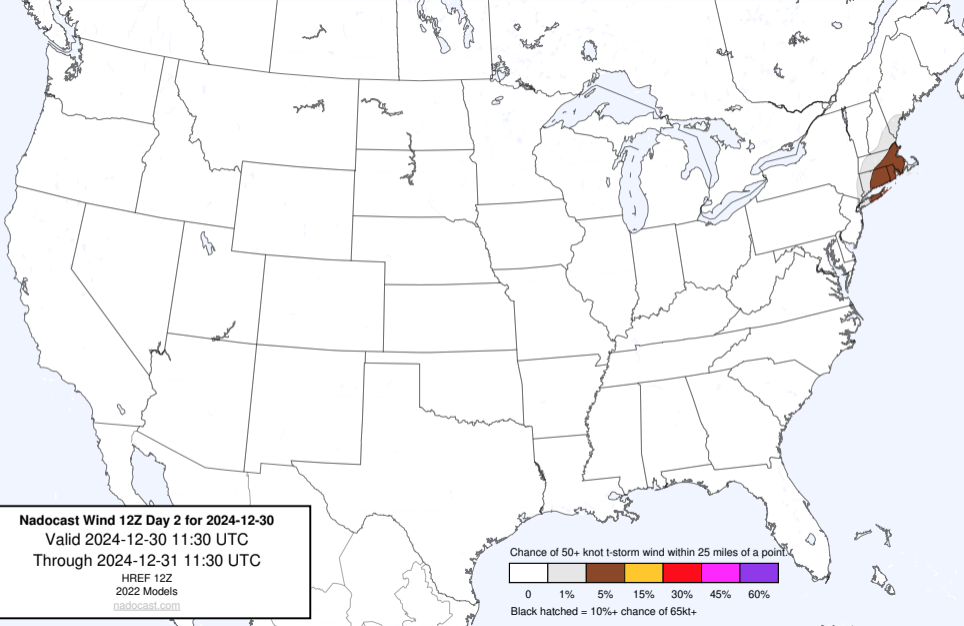 Nadocast Wind 12Z Day 2 for 2024-12-30
Valid 2024-12-30 11:30 UTC
Through 2024-12-31 11:30 UTC
HREF 12Z
2022 Models
nadocast.com
Chance of 50+ knot t-storm wind within 25 miles of a point.
0 1% 5% 15% 30% 45% 60%
Black hatched = 10%+ chance of 65kt+